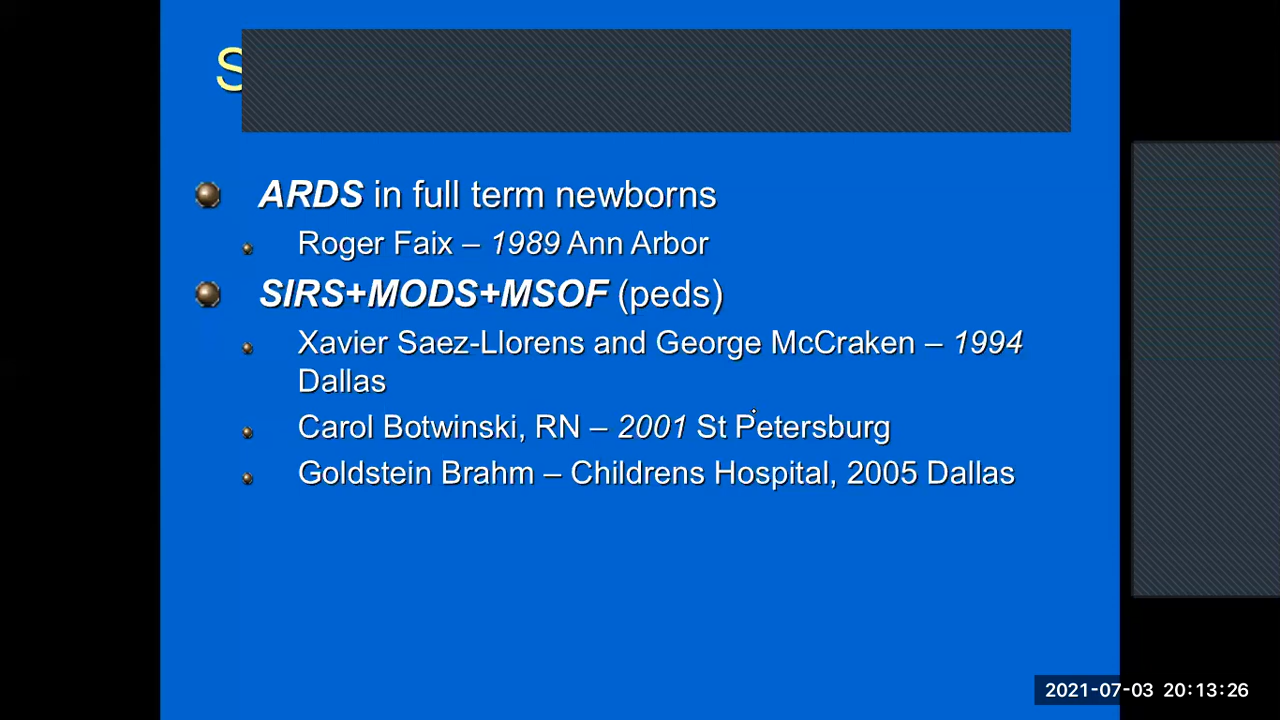 ARDS in full term newborns
Roger Faix – 1989 Ann Arbor
SIRS+MODS+MSOF (peds)
Xavier Saez-Llorens and George McCraken – 1994
Dallas
Carol Botwinski, RN – 2001 St Petersburg
Goldstein Brahm – Childrens Hospital, 2005 Dallas
2021-07-03 20:13:26